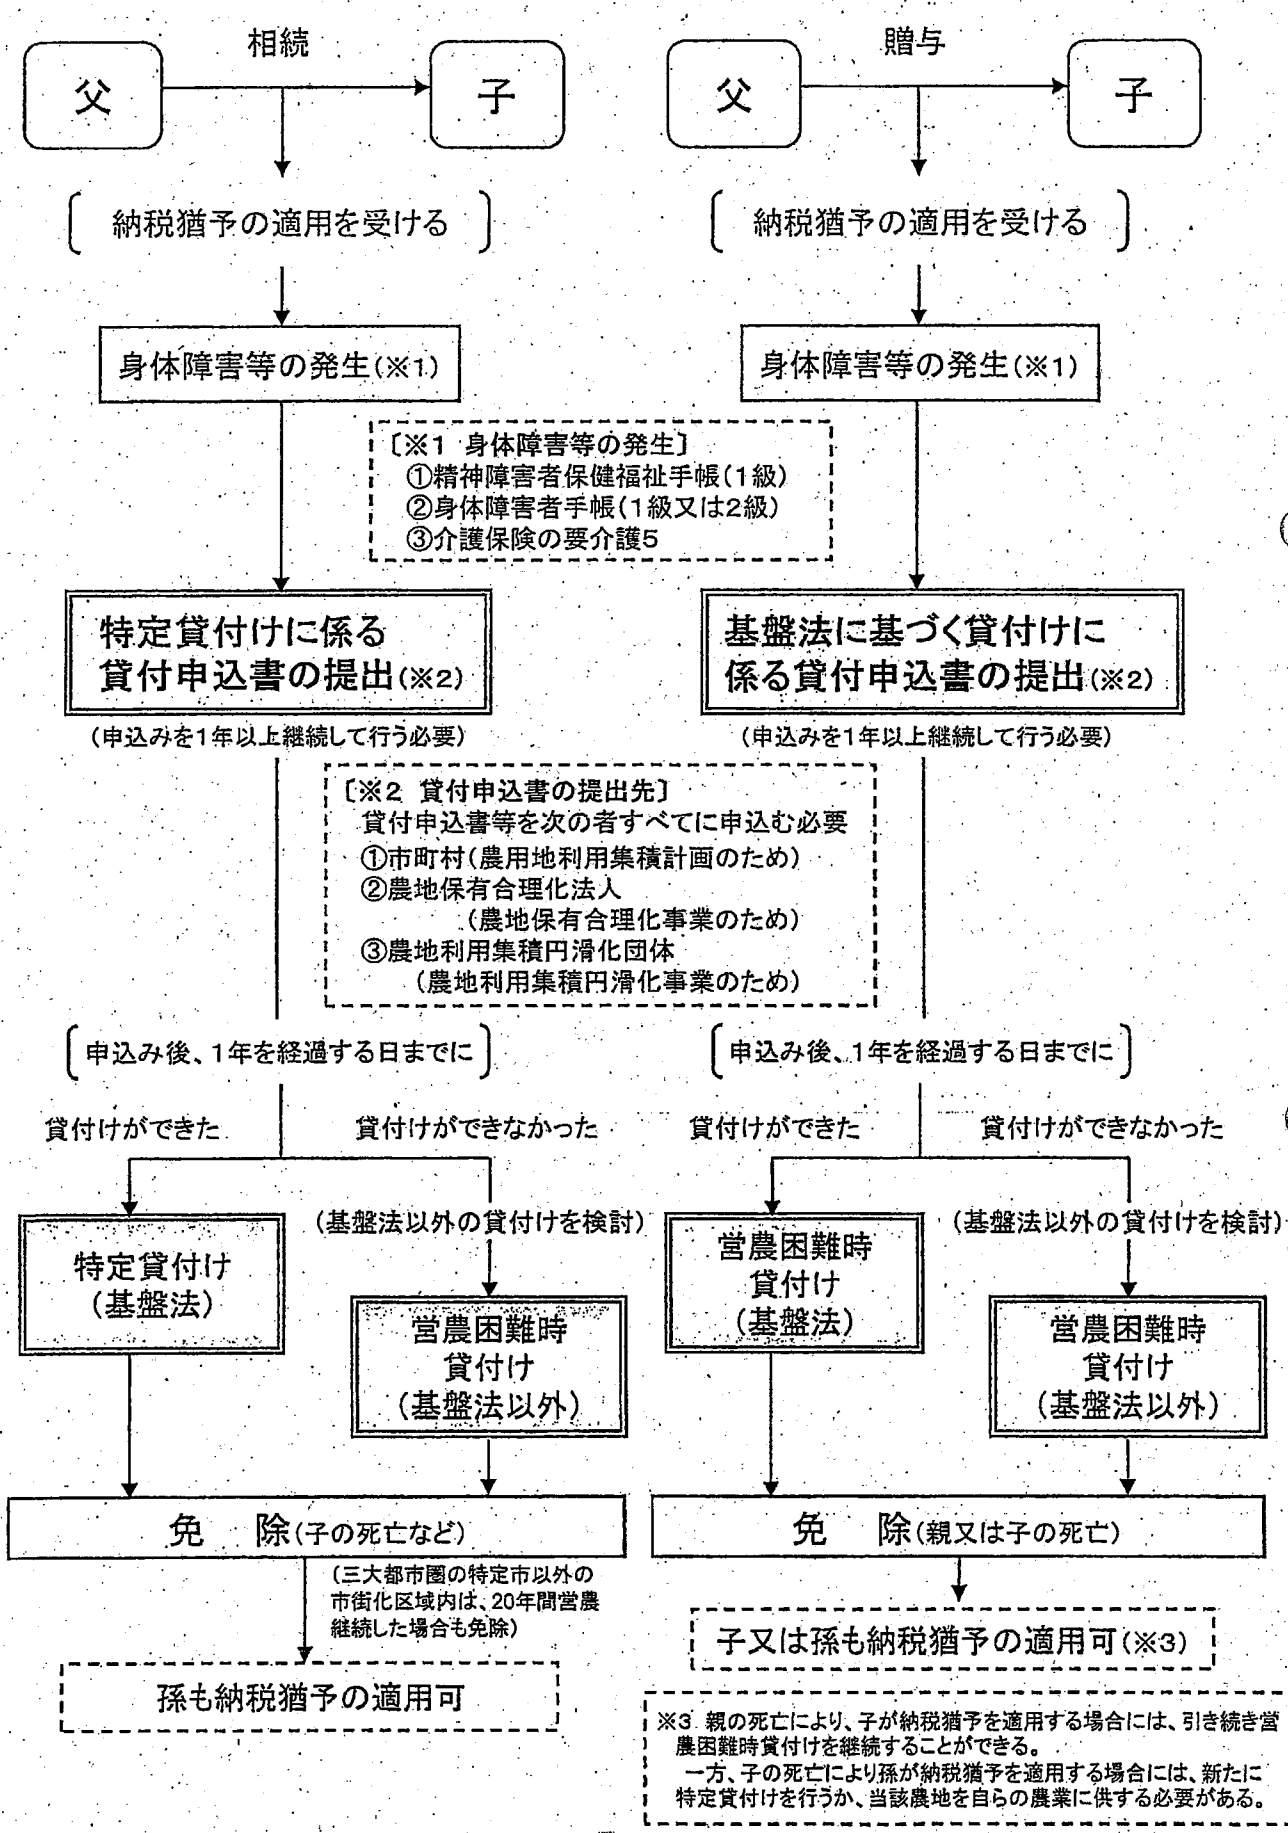 相続
父
子
納税猶予の適用を受ける
身体障害等の発生(※1)
贈与
父
子
納税猶予の適用を受ける
身体障害等の発生(※1)
〔※1 身体障害等の発生〕
①精神障害者保健福祉手帳(1級)
②身体障害者手帳(1級又は2級)
③介護保険の要介護5
特定貸付けに係る
貸付申込書の提出(※2)
(申込みを1年以上継続して行う必要)
基盤法に基づく貸付けに
係る貸付申込書の提出(※2)
(申込みを1年以上継続して行う必要)
〔※2 貸付申込書の提出先〕
貸付申込書等を次の者すべてに申込む必要
①市町村(農用地利用集積計画のため)
②農地保有合理化法人
(農地保有合理化事業のため)
③農地利用集積円滑化団体
(農地利用集積円滑化事業のため)
申込み後、1年を経過する日までに
貸付けができた
貸付けができなかった
(基盤法以外の貸付けを検討)
特定貸付け
(基盤法)
営農困難時
貸付け
(基盤法以外)
免 除(子の死亡など)
(三大都市圏の特定市以外の
市街化区域内は、20年間営農
継続した場合も免除)
孫も納税猶予の適用可
申込み後、1年を経過する日までに
貸付けができた
貸付けができなかった
(基盤法以外の貸付けを検討)
営農困難時
貸付け
(基盤法)
営農困難時
貸付け
(基盤法以外)
免 除(親又は子の死亡)
子又は孫も納税猶予の適用可(※3)
※3 親の死亡により、子が納税猶予を適用する場合には、引き続き営
農困難時貸付けを継続することができる。
一方、子の死亡により孫が納税猶予を適用する場合には、新たに
特定貸付けを行うか、当該農地を自らの農業に供する必要がある。